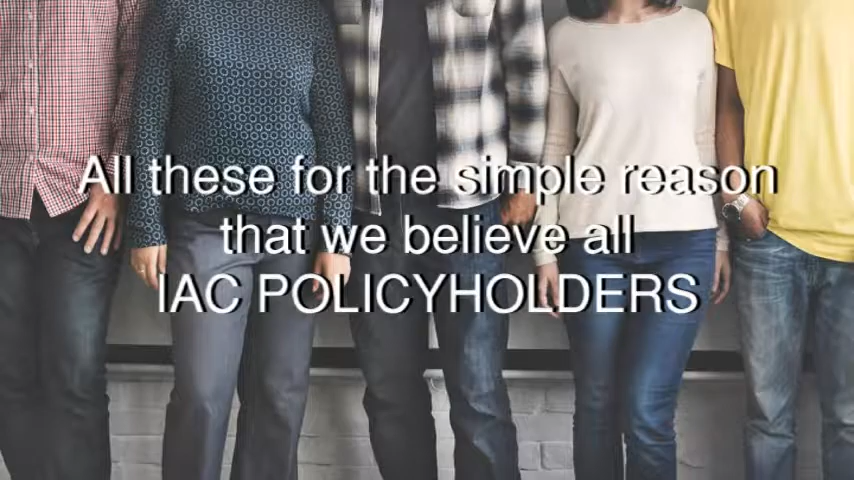 All these for the simple reason
that we believe all
IAC POLICYHOLDERS